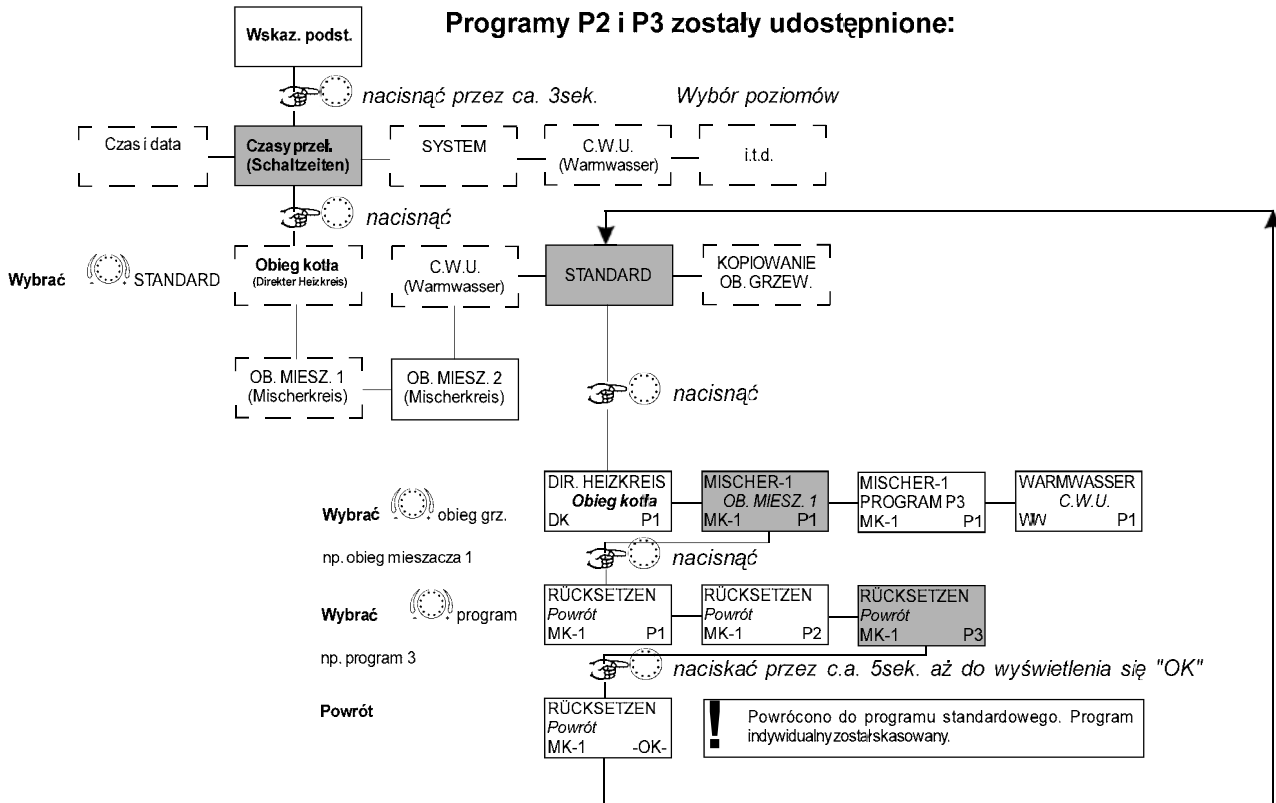 Programy P2 i P3 zostały udostępnione:
Wskaz. podst.
nacisnąć przez ca. 3sek.
Wybór poziomów
Czas i data
Czasy przeł.
(Schaltzeiten)
SYSTEM
C.W.U.
(Warmwasser)
i.t.d.
nacisnąć
Wybrać STANDARD
Obieg kotła
(Direkter Heizkreis)
C.W.U.
(Warmwasser)
STANDARD
KOPIOWANIE
OB. GRZEW.
OB. MIESZ. 1
(Mischerkreis)
OB. MIESZ. 2
(Mischerkreis)
nacisnąć
Wybrać obieg grz.
np. obieg mieszacza 1
DIR. HEIZKREIS
Obieg kotła
DK P1
MISCHER-1
OB. MIESZ. 1
MK-1 P1
MISCHER-1
PROGRAM P3
MK-1 P1
WARMWASSER
C.W.U.
WW P1
nacisnąć
Wybrać program
np. program 3
RÜCKSETZEN
Powrót
MK-1 P1
RÜCKSETZEN
Powrót
MK-1 P2
RÜCKSETZEN
Powrót
MK-1 P3
naciskać przez c.a. 5sek. aż do wyświetlenia się "OK"
Powrót
RÜCKSETZEN
Powrót
MK-1 -OK-
! Powrócono do programu standardowego. Program
indywidualny został skasowany.